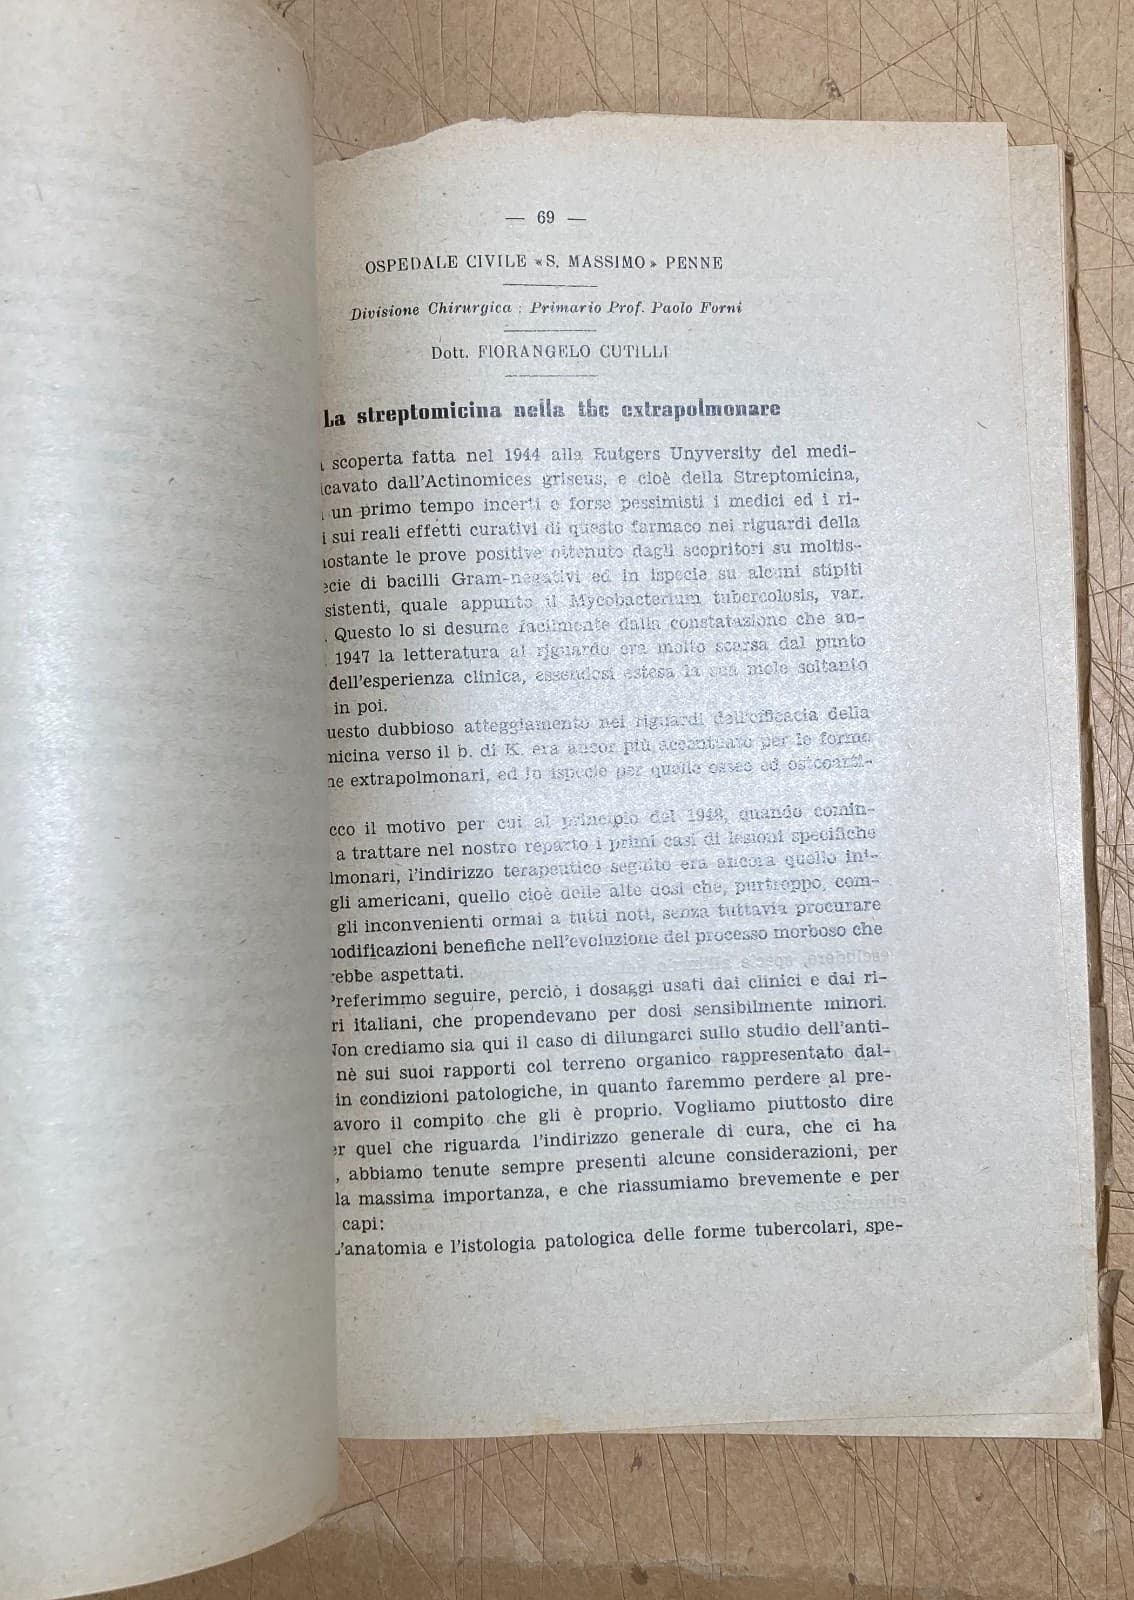 — 69 —
OSPEDALE CIVILE «S. MASSIMO» PENNE
Divisione Chirurgica : Primario Prof. Paolo Forni
Dott. FIORANGELO CUTILLI
La streptomicina nella tbc extrapolmonare
scoperta fatta nel 1944 alla Rutgers Unyversity del medi-
icavato dall'Actinomices griseus, e cioè della Streptomicina,
un primo tempo incerti e forse pessimisti i medici ed i ri-
i sui reali effetti curativi di questo farmaco nei riguardi della
nostante le prove positive ottenute dagli scopritori su moltis-
ecie di bacilli Gram-negativi ed in ispecie su alcuni stipiti
sistenti, quale appunto il Mycobacterium tubercolosis, var.
. Questo lo si desume facilmente dalla constatazione che an-
1947 la letteratura al riguardo era molto scarsa dal punto
dell'esperienza clinica, essendosi estesa la sua mole soltanto
in poi.
uesto dubbioso atteggiamento nei riguardi dell'efficacia della
micina verso il b. di K. era ancor più accentuato per le forme
ne extrapolmonari, ed in ispecie per quelle ossee ed osteoarti-
cco il motivo per cui al principio del 1948, quando comin-
a trattare nel nostro reparto i primi casi di lesioni specifiche
lmonari, l'indirizzo terapeutico seguito era ancora quello ini-
gli americani, quello cioè delle alte dosi che, purtroppo, com-
gli inconvenienti ormai a tutti noti, senza tuttavia procurare
nodificazioni benefiche nell'evoluzione del processo morboso che
rebbe aspettati.
Preferimmo seguire, perciò, i dosaggi usati dai clinici e dai ri-
ri italiani, che propendevano per dosi sensibilmente minori.
Non crediamo sia qui il caso di dilungarci sullo studio dell'anti-
nè sui suoi rapporti col terreno organico rappresentato dal-
in condizioni patologiche, in quanto faremmo perdere al pre-
avoro il compito che gli è proprio. Vogliamo piuttosto dire
er quel che riguarda l'indirizzo generale di cura, che ci ha
, abbiamo tenute sempre presenti alcune considerazioni, per
la massima importanza, e che riassumiamo brevemente e per
capi:
L'anatomia e l'istologia patologica delle forme tubercolari, spe-